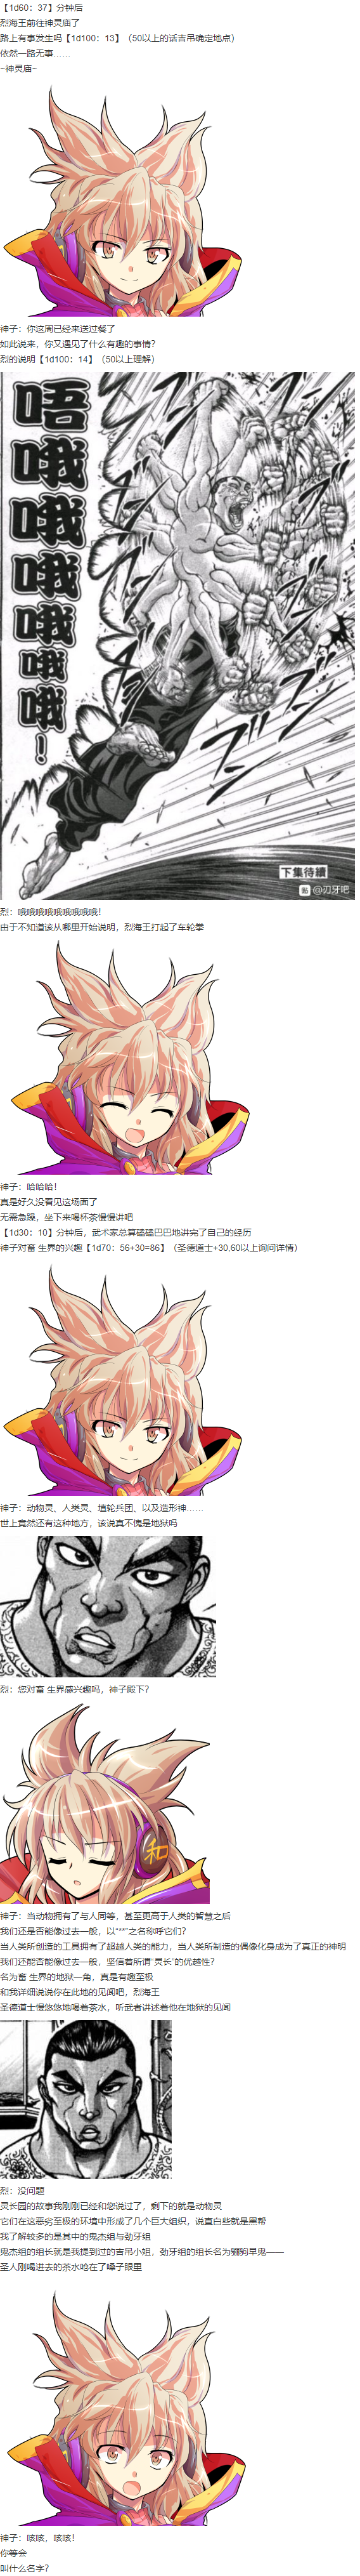 【1d60：37】分钟后
烈海王前往神灵庙了
路上有事发生吗【1d100：13】（50以上的话吉吊确定地点）
依然一路无事……
~神灵庙~
神子：你这周已经来送过餐了
如此说来，你又遇见了什么有趣的事情？
烈的说明【1d100：14】（50以上理解）
唔哦哦哦哦哦哦！
下集待續
贴 @刃牙吧
烈：哦哦哦哦哦哦哦哦！
由于不知道该从哪里开始说明，烈海王打起了车轮拳
神子：哈哈哈！
真是好久没看见这场面了
无需急躁，坐下来喝杯茶慢慢讲吧
【1d30：10】分钟后，武术家总算磕磕巴巴地讲完了自己的经历
神子对畜 生界的兴趣【1d70：56+30=86】（圣德道士+30,60以上询问详情）
神子：动物灵、人类灵、埴轮兵团、以及造形神……
世上竟然还有这种地方，该说真不愧是地狱吗
烈：您对畜 生界感兴趣吗，神子殿下？
和
神子：当动物拥有了与人同等，甚至更高于人类的智慧之后
我们还是否能像过去一般，以“**”之名称呼它们？
当人类所创造的工具拥有了超越人类的能力，当人类所制造的偶像化身成为了真正的神明
我们还能否能像过去一般，坚信着所谓“灵长”的优越性？
名为畜 生界的地狱一角，真是有趣至极
和我详细说说你在此地的见闻吧，烈海王
圣德道士慢悠悠地喝着茶水，听武者讲述着他在地狱的见闻
烈：没问题
灵长园的故事我刚刚已经和您说过了，剩下的就是动物灵
它们在这恶劣至极的环境中形成了几个巨大组织，说直白些就是黑帮
我了解较多的是其中的鬼杰组与劲牙组
鬼杰组的组长就是我提到过的吉吊小姐，劲牙组的组长名为骊驹早鬼——
圣人刚喝进去的茶水呛在了嗓子眼里
神子：咳咳，咳咳！
你等会
叫什么名字？